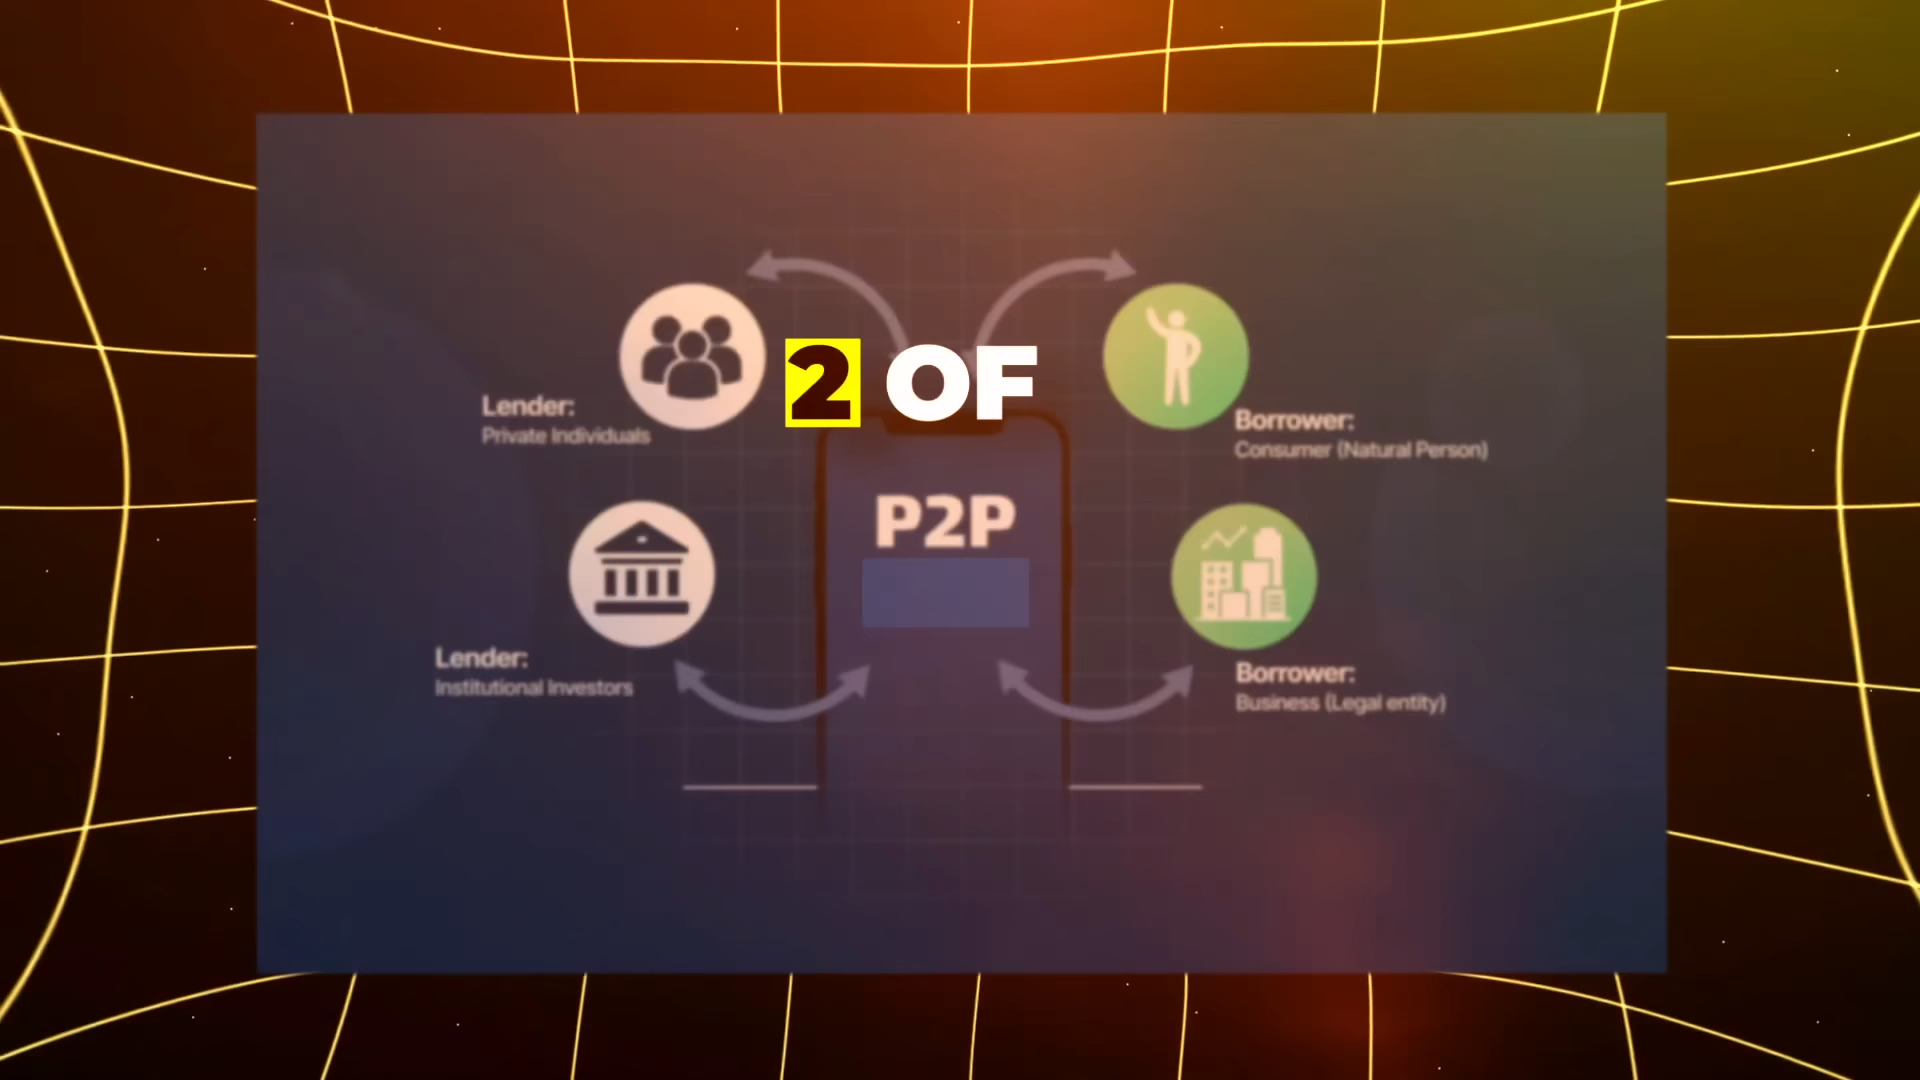 2 OF
Lender:
Private Individuals
Borrower:
Consumer (Natural Person)
P2P
Lender:
Institutional Investors
Borrower:
Business (Legal entity)